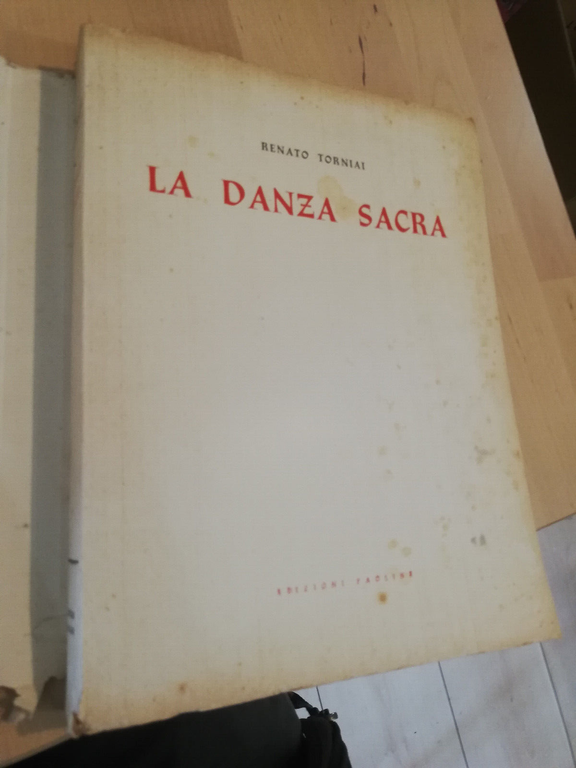 RENATO TORNIAI
LA DANZA SACRA
EDIZIONI PAOLINE